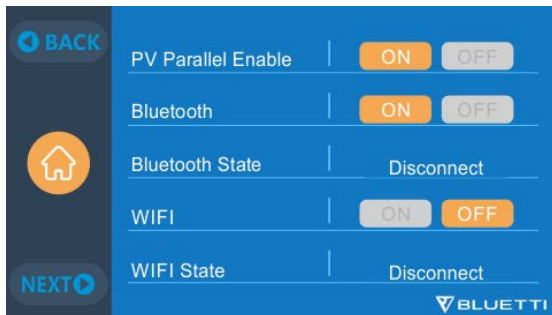 BACK
PV Parallel Enable ON OFF
Bluetooth ON OFF
Bluetooth State Disconnect
WIFI ON OFF
WIFI State Disconnect
NEXT
BLUETTI